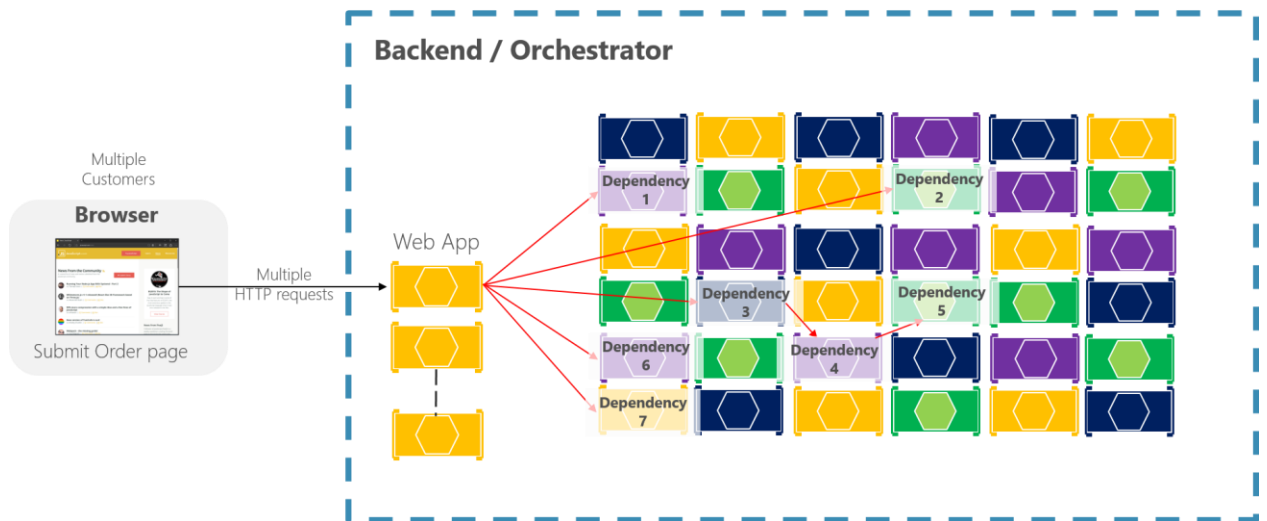 Backend / Orchestrator
Multiple
Customers
Browser
Submit Order page
Multiple
HTTP requests
Web App
Dependency
1
Dependency
2
Dependency
3
Dependency
5
Dependency
6
Dependency
4
Dependency
7